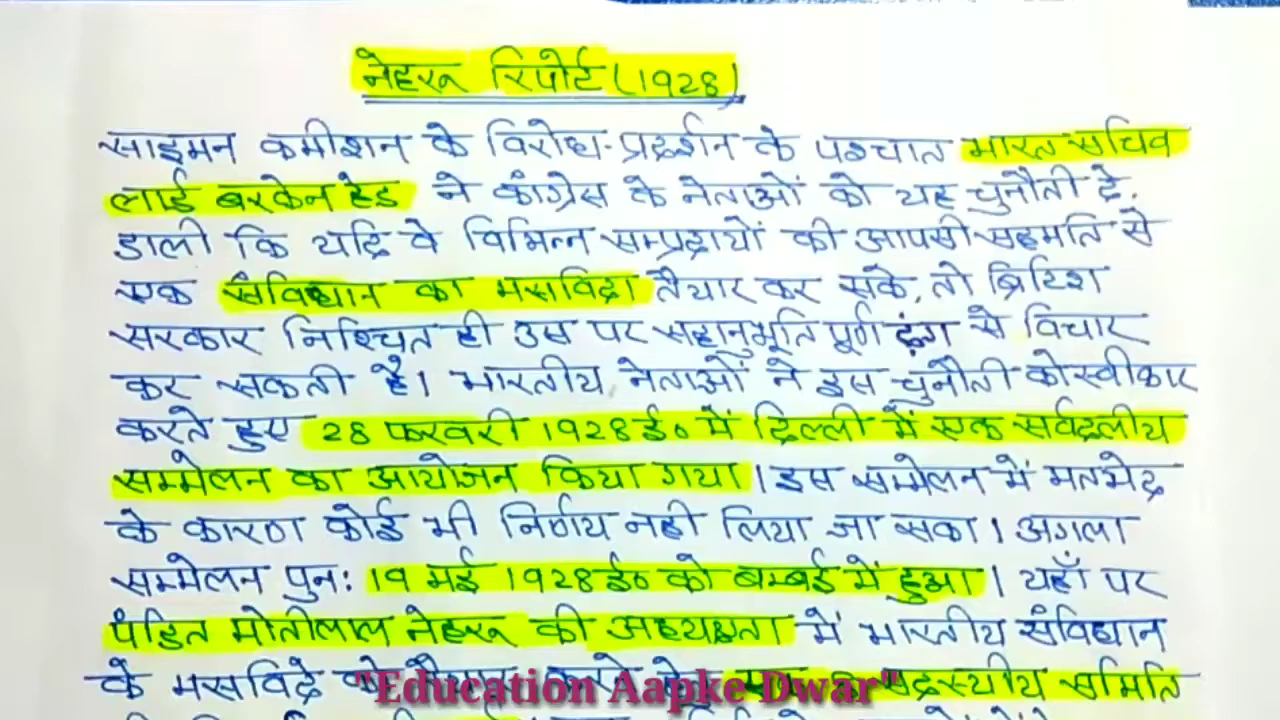 नेहरू रिपोर्ट (1928)
साइमन कमीशन के विरोध-प्रदर्शन के पश्चात भारत सचिव
लार्ड बरकेन हेड ने कांग्रेस के नेताओं को यह चुनौती दे
डाली कि यदि वे विभिन्न सम्प्रदायों की आपसी सहमति से
एक संविधान का मसविदा तैयार कर सके, तो ब्रिटिश
सरकार निश्चित ही उस पर सहानुभूति पूर्ण ढंग से विचार
कर सकती है। भारतीय नेताओं ने इस चुनौती को स्वीकार
करते हुए 28 फरवरी 1928 ई० में दिल्ली में एक सर्वदलीय
सम्मेलन का आयोजन किया गया। इस सम्मेलन में मतभेद
के कारण कोई भी निर्णय नही लिया जा सका। अगला
सम्मेलन पुनः 19 मई 1928 ई० को बम्बई में हुआ। यहाँ पर
पंडित मोतीलाल नेहरू की अध्यक्षता में भारतीय संविधान
के मसविदे सदस्यीय समिति
"Education Aapke Dwar"